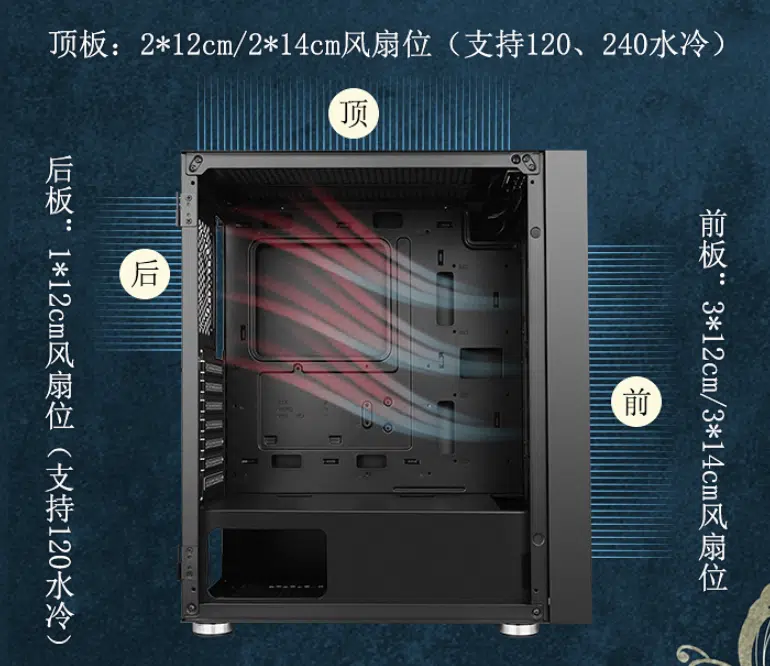 顶板：2*12cm/2*14cm风扇位（支持120、240水冷）
顶
后板：1*12cm风扇位（支持120水冷）
后
前板：3*12cm/3*14cm风扇位
前